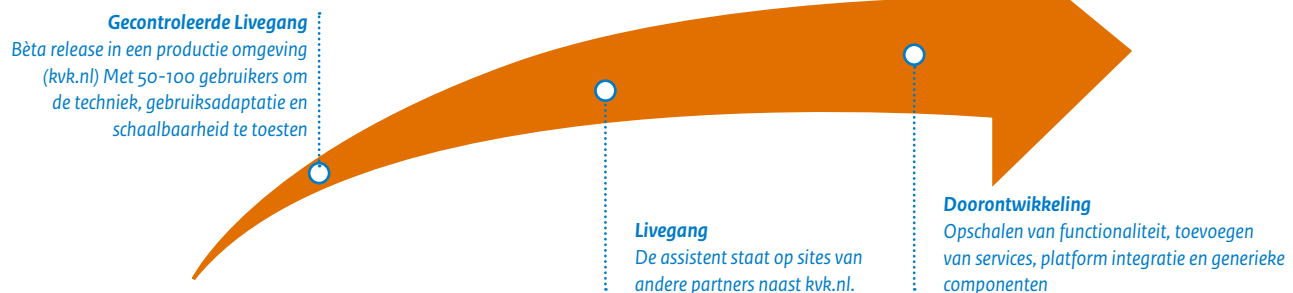 Gecontroleerde Livegang
Bèta release in een productie omgeving
(kvk.nl) Met 50-100 gebruikers om
de techniek, gebruiksadaptatie en
schaalbaarheid te toesten
Livegang
De assistent staat op sites van
andere partners naast kvk.nl.
Doorontwikkeling
Opschalen van functionaliteit, toevoegen
van services, platform integratie en generieke
componenten